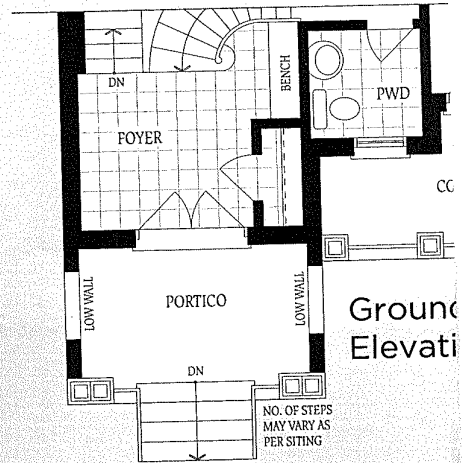 DN
BENCH
PWD
FOYER
LOW WALL
PORTICO
LOW WALL
Ground
Elevati
DN
NO. OF STEPS
MAY VARY AS
PER SITING